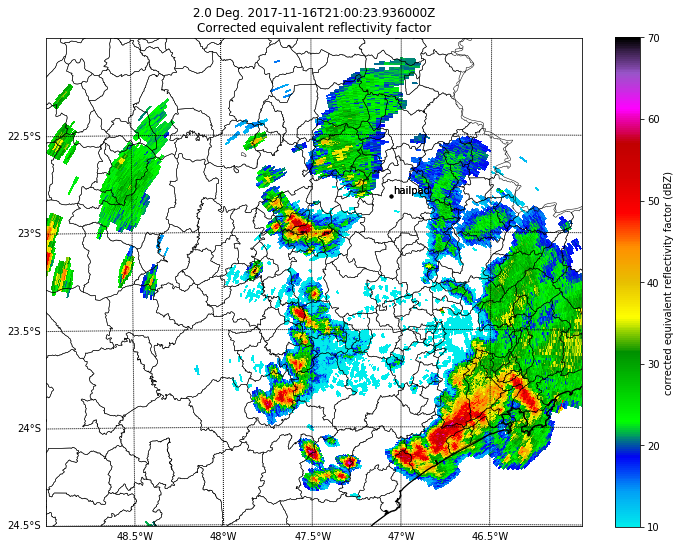 2.0 Deg. 2017-11-16T21:00:23.936000Z
Corrected equivalent reflectivity factor
70
60
50
40
30
20
10
corrected equivalent reflectivity factor (dBZ)
22.5°S
23°S
23.5°S
24°S
24.5°S
hailpad
48.5°W
48°W
47.5°W
47°W
46.5°W